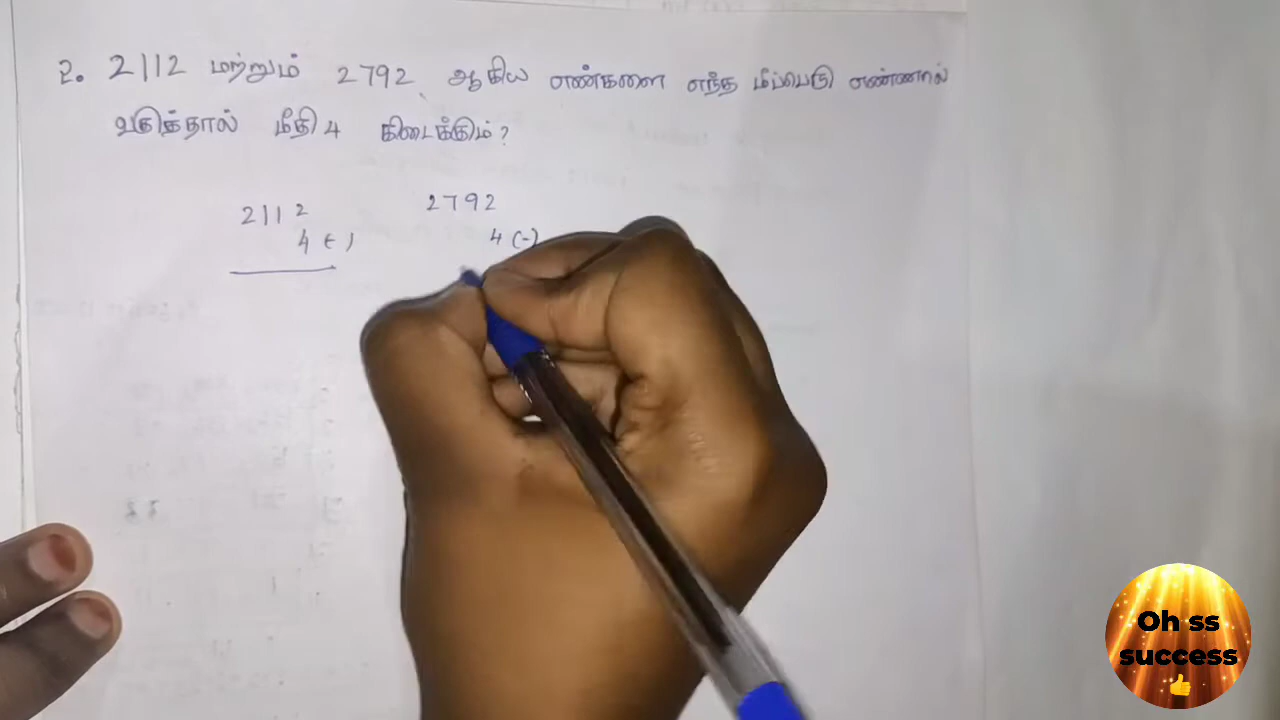 2. 2112 மற்றும் 2792 ஆகிய எண்களை எந்த மீப்பெரு எண்ணால்
வகுத்தால் மீதி 4 கிடைக்கும்?
2112 2792
4 (-) 4 (-)
Oh ss
success